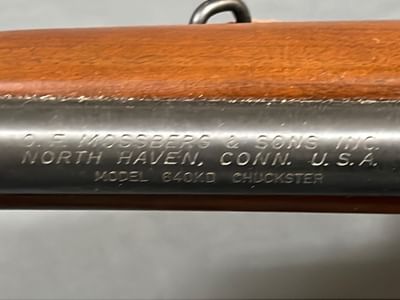 O. F. MOSSBERG & SONS INC.
NORTH HAVEN, CONN. U.S.A.
MODEL 640KD CHUCKSTER